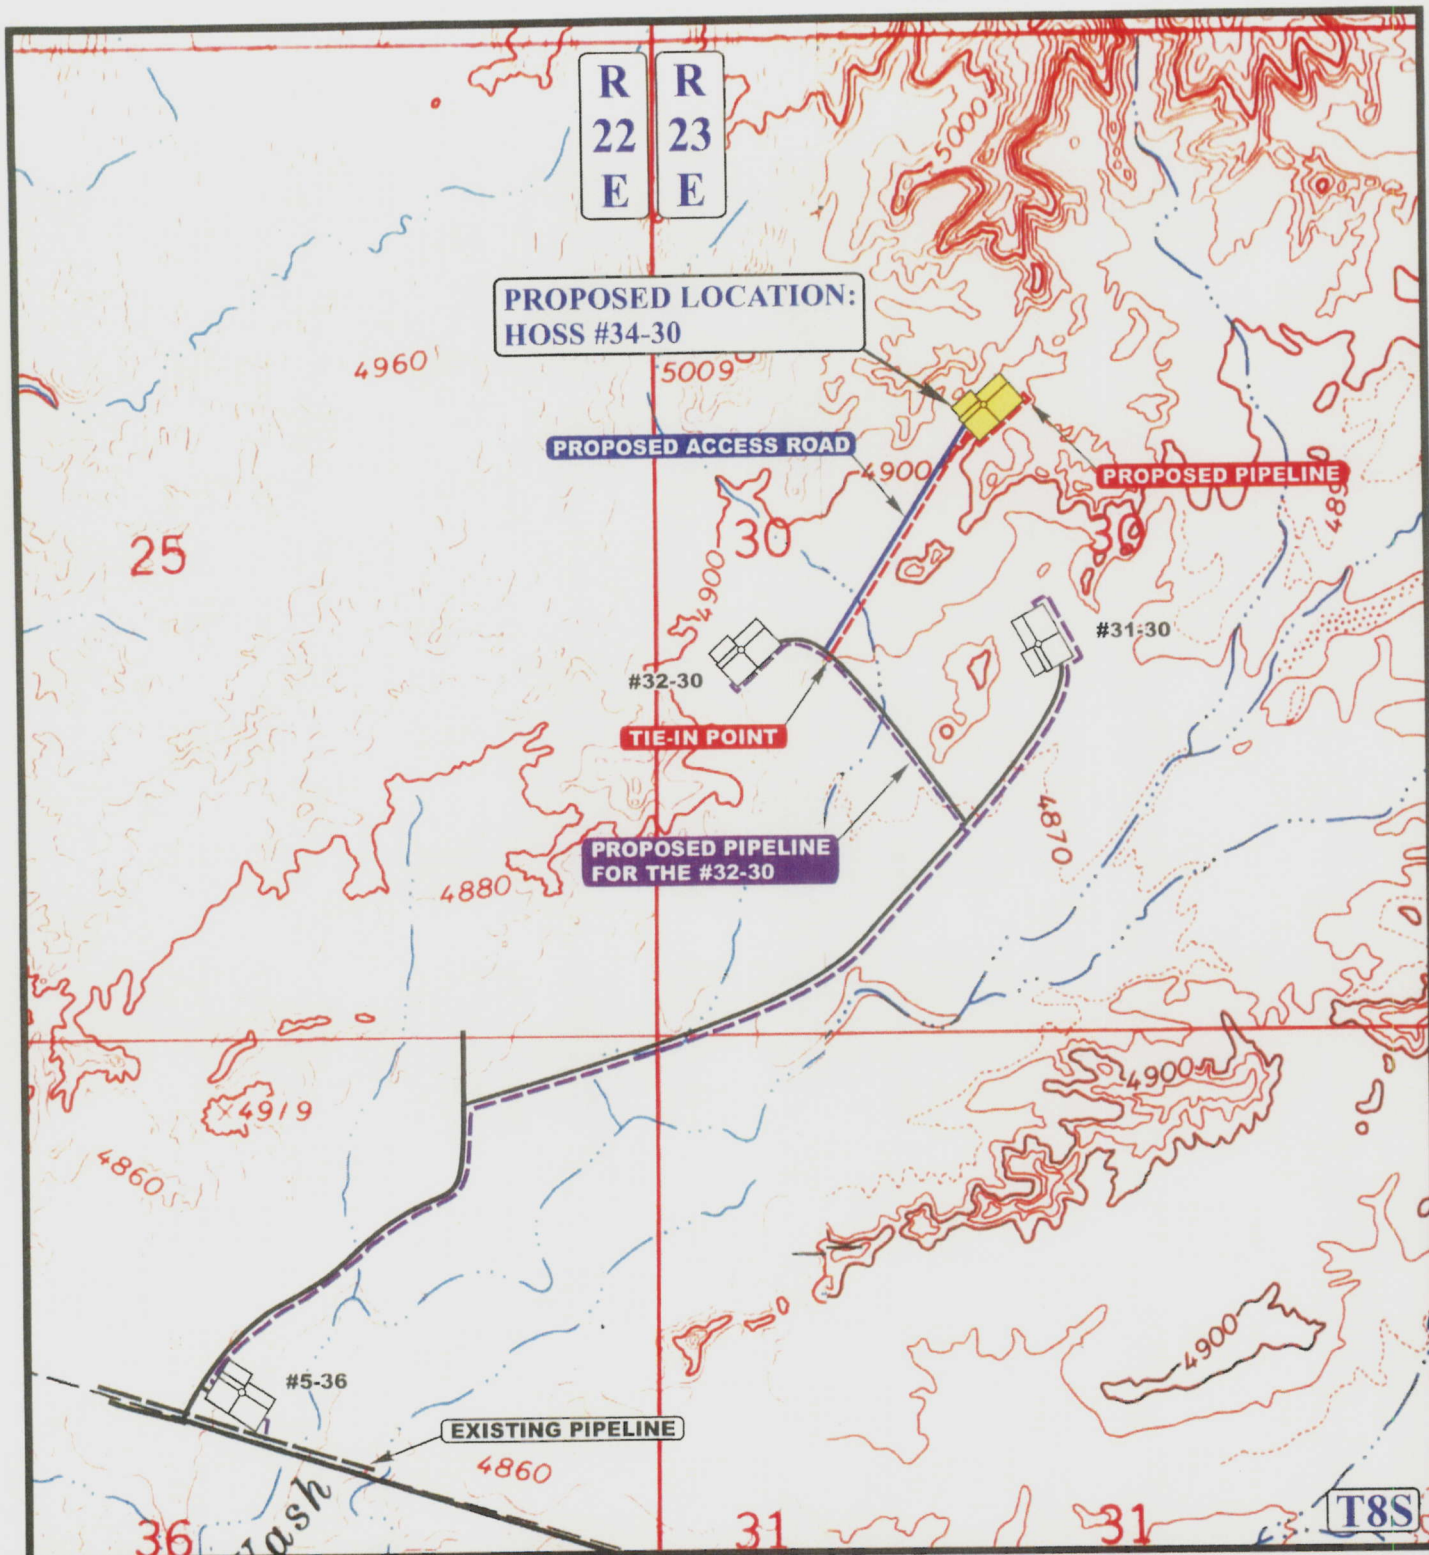 R
22
E
R
23
E
5000
PROPOSED LOCATION:
HOSS #34-30
4960
5009
PROPOSED ACCESS ROAD
4900
PROPOSED PIPELINE
25
30
30
4900
#31-30
#32-30
TIE-IN POINT
4870
PROPOSED PIPELINE
FOR THE #32-30
4880
4900
4919
4860
4900
#5-36
EXISTING PIPELINE
4860
Wash
36
31
31
T8S